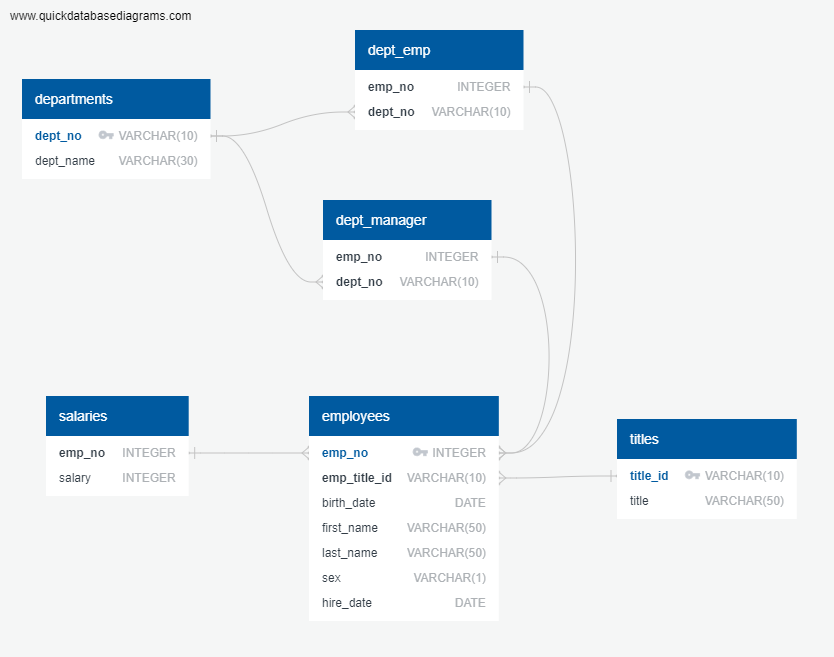 www.quickdatabasediagrams.com
dept_emp
emp_no INTEGER
dept_no VARCHAR(10)
departments
dept_no VARCHAR(10)
dept_name VARCHAR(30)
dept_manager
emp_no INTEGER
dept_no VARCHAR(10)
salaries
emp_no INTEGER
salary INTEGER
employees
emp_no INTEGER
emp_title_id VARCHAR(10)
birth_date DATE
first_name VARCHAR(50)
last_name VARCHAR(50)
sex VARCHAR(1)
hire_date DATE
titles
title_id VARCHAR(10)
title VARCHAR(50)